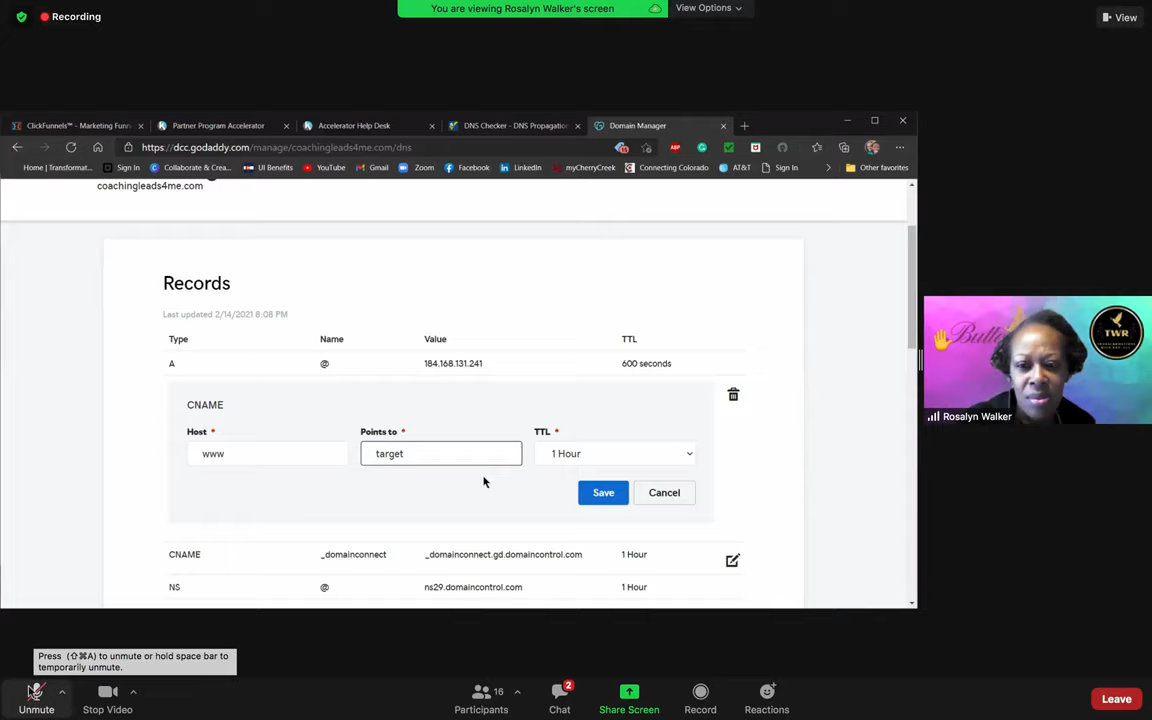 Recording
You are viewing Rosalyn Walker's screen
View Options
View
ClickFunnels™ - Marketing Funn
Partner Program Accelerator
Accelerator Help Desk
DNS Checker - DNS Propagatio
Domain Manager
https://dcc.godaddy.com/manage/coachingleads4me.com/dns
Home | Transformat...
Sign In
Collaborate & Crea...
UI Benefits
YouTube
Gmail
Zoom
Facebook
LinkedIn
myCherryCreek
Connecting Colorado
AT&T
Sign In
Other favorites
coachingleads4me.com
Records
Last updated 2/14/2021 8:08 PM
Type Name Value TTL
A @ 184.168.131.241 600 seconds
CNAME
Host * Points to * TTL *
www target 1 Hour
Save Cancel
CNAME _domainconnect _domainconnect.gd.domaincontrol.com 1 Hour
NS @ ns29.domaincontrol.com 1 Hour
TWR
Rosalyn Walker
Press (⇧⌘A) to unmute or hold space bar to
temporarily unmute.
Unmute
Stop Video
16
Participants
2
Chat
Share Screen
Record
Reactions
Leave